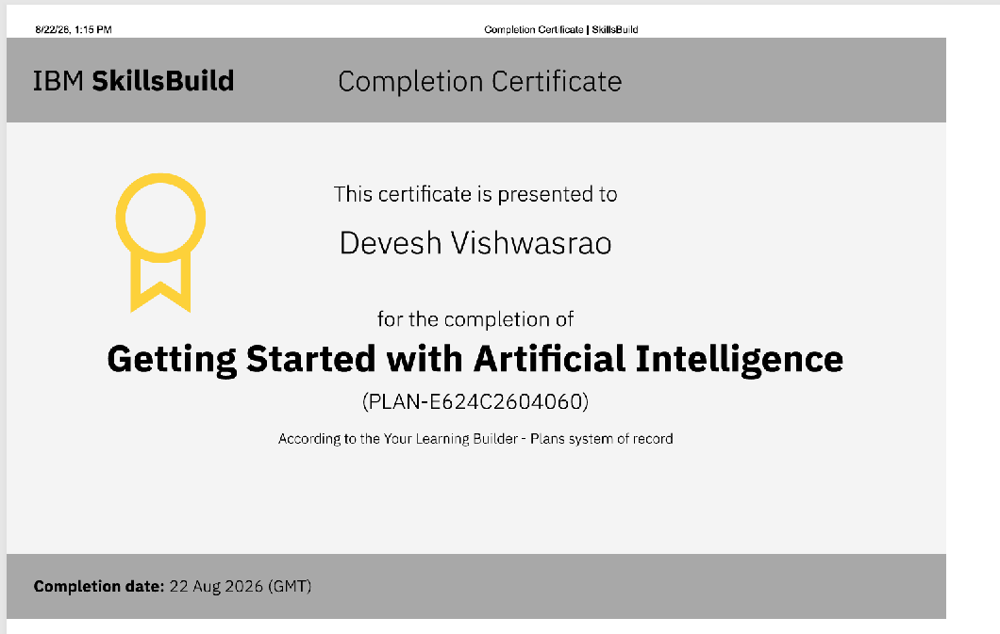 8/22/26, 1:15 PM
Completion Certificate | SkillsBuild
IBM SkillsBuild
Completion Certificate
This certificate is presented to
Devesh Vishwasrao
for the completion of
Getting Started with Artificial Intelligence
(PLAN-E624C2604060)
According to the Your Learning Builder - Plans system of record
Completion date: 22 Aug 2026 (GMT)